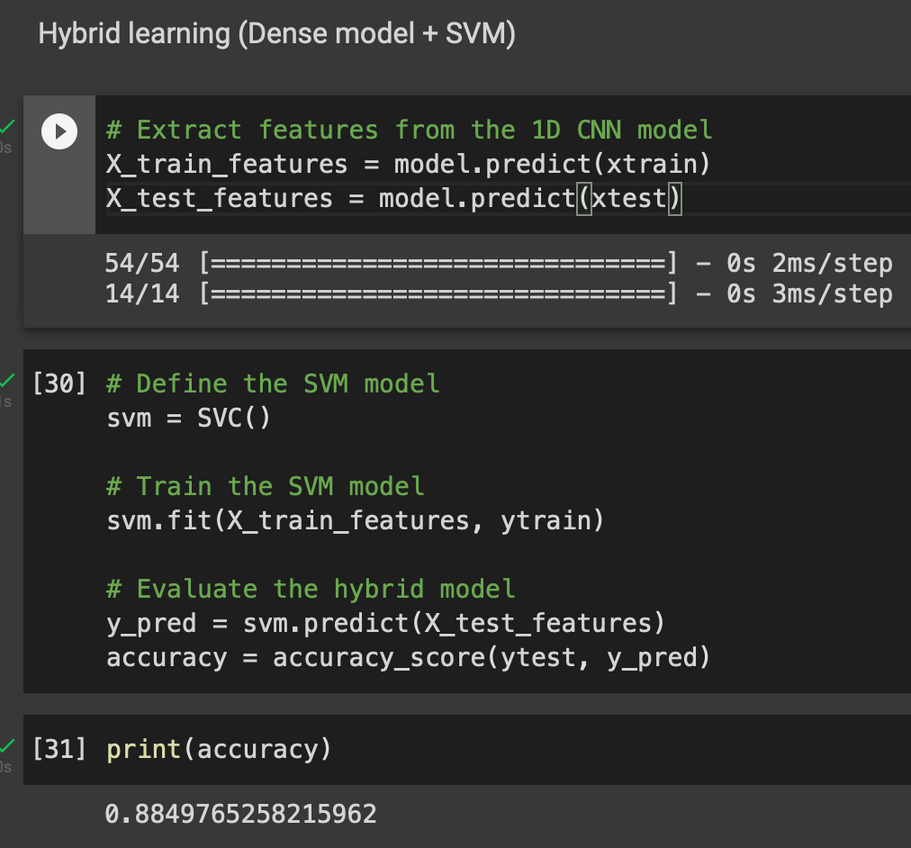 Hybrid learning (Dense model + SVM)
# Extract features from the 1D CNN model
X_train_features = model.predict(xtrain)
X_test_features = model.predict(xtest)
54/54 [==============================] - 0s 2ms/step
14/14 [==============================] - 0s 3ms/step
[30] # Define the SVM model
svm = SVC()
# Train the SVM model
svm.fit(X_train_features, ytrain)
# Evaluate the hybrid model
y_pred = svm.predict(X_test_features)
accuracy = accuracy_score(ytest, y_pred)
[31] print(accuracy)
0.8849765258215962